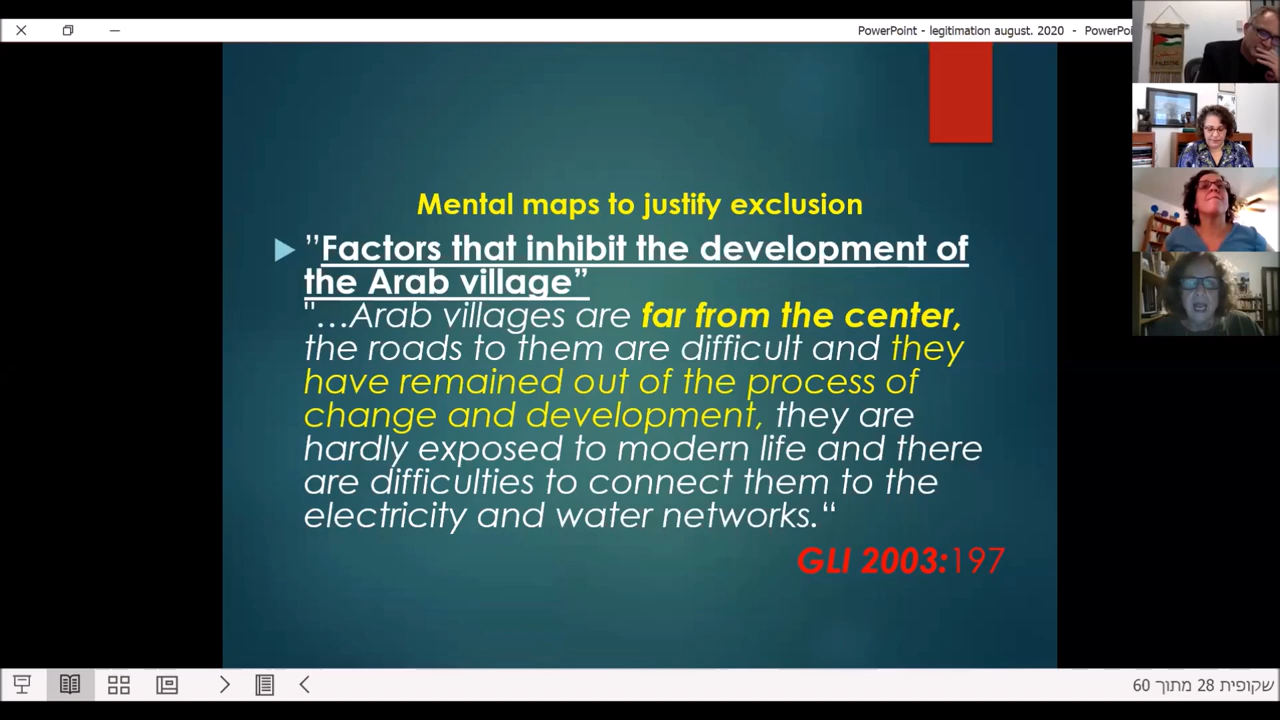 PowerPoint - legitimation august. 2020 - PowerPoi
PALESTINE
Mental maps to justify exclusion
”Factors that inhibit the development of
the Arab village”
"…Arab villages are far from the center,
the roads to them are difficult and they
have remained out of the process of
change and development, they are
hardly exposed to modern life and there
are difficulties to connect them to the
electricity and water networks.“
GLI 2003:197
שקופית 28 מתוך 60